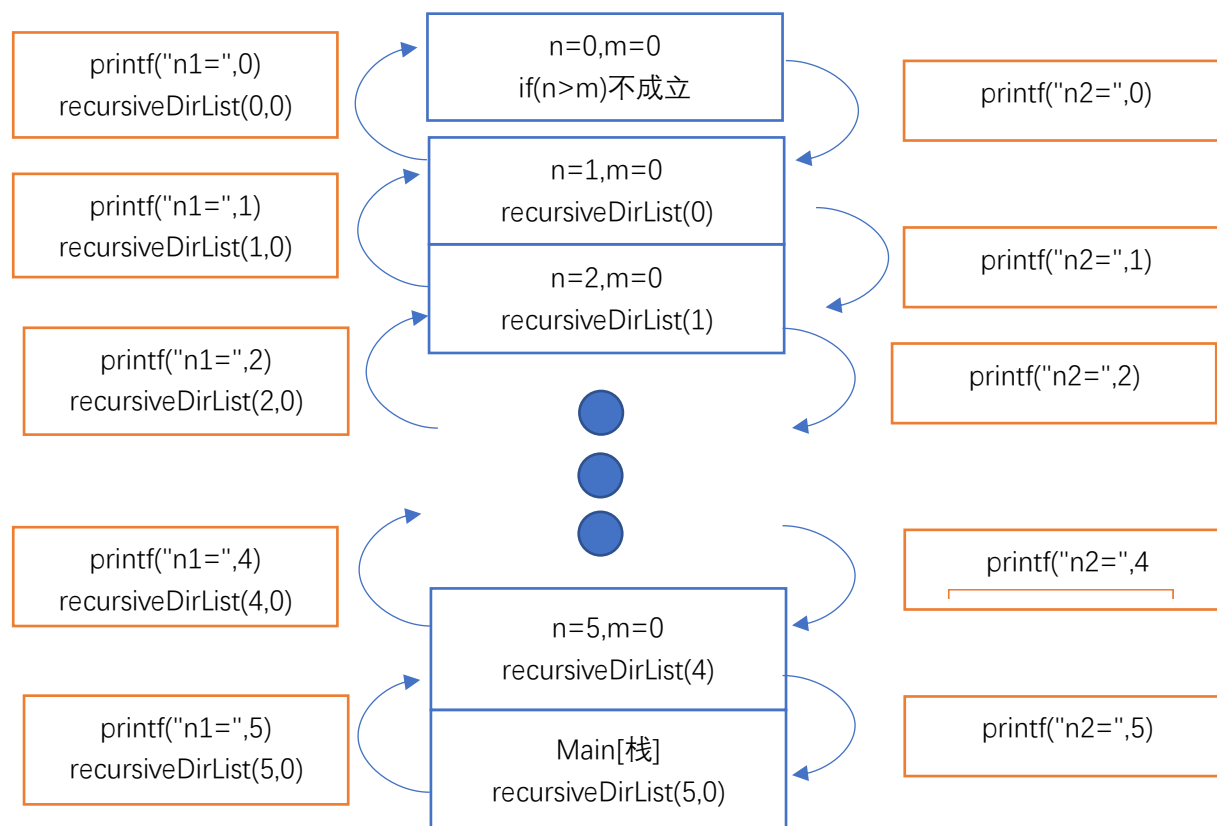 printf("n1=",0)
recursiveDirList(0,0)
n=0,m=0
if(n>m)不成立
printf("n2=",0)
printf("n1=",1)
recursiveDirList(1,0)
n=1,m=0
recursiveDirList(0)
n=2,m=0
recursiveDirList(1)
printf("n2=",1)
printf("n1=",2)
recursiveDirList(2,0)
printf("n2=",2)
printf("n1=",4)
recursiveDirList(4,0)
n=5,m=0
recursiveDirList(4)
printf("n2=",4
printf("n1=",5)
recursiveDirList(5,0)
Main[栈]
recursiveDirList(5,0)
printf("n2=",5)